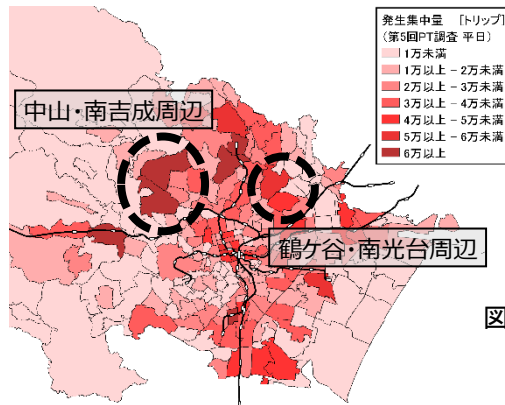 発生集中量 [トリップ]
(第5回PT調査 平日)
1万未満
1万以上-2万未満
2万以上-3万未満
3万以上-4万未満
4万以上-5万未満
5万以上-6万未満
6万以上
中山・南吉成周辺
鶴ケ谷・南光台周辺
図